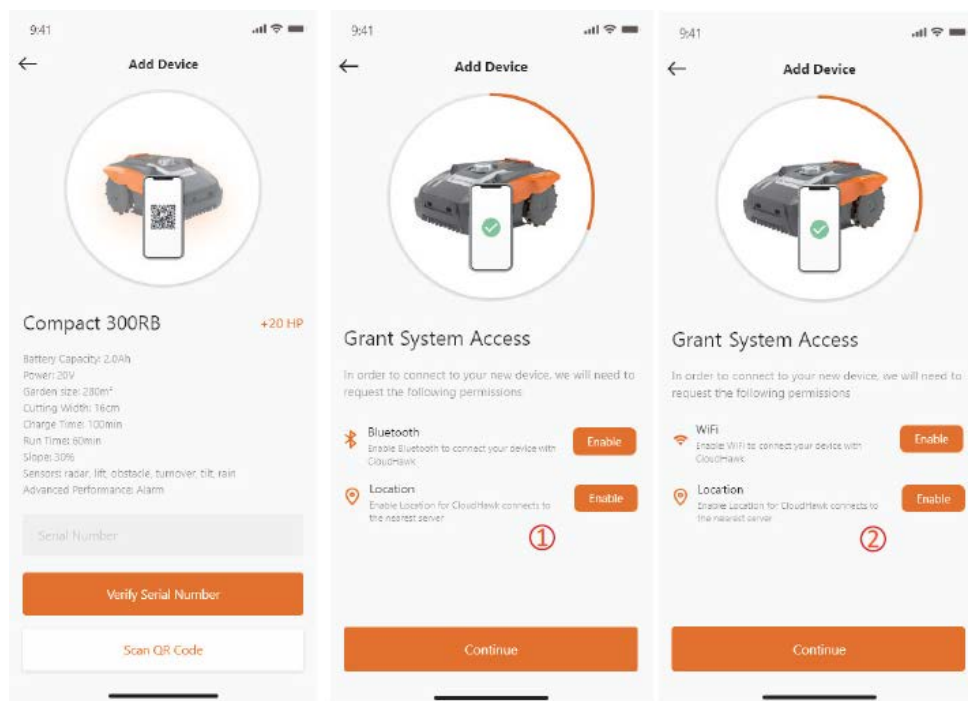 9:41
Add Device
Compact 300RB
+20 HP
Battery Capacity: 2.0Ah
Power: 20V
Garden size: 280m²
Cutting Width: 16cm
Charge Time: 100min
Run Time: 60min
Slope: 30%
Sensors: radar, lift, obstacle, turnover, tilt, rain
Advanced Performance: Alarm
Serial Number
Verify Serial Number
Scan QR Code
9:41
Add Device
Grant System Access
In order to connect to your new device, we will need to
request the following permissions
Bluetooth
Enable Bluetooth to connect your device with
CloudHawk
Enable
Location
Enable Location for CloudHawk connects to
the nearest server
Enable
①
Continue
9:41
Add Device
Grant System Access
In order to connect to your new device, we will need to
request the following permissions
WiFi
Enable WiFi to connect your device with
CloudHawk
Enable
Location
Enable Location for CloudHawk connects to
the nearest server
Enable
②
Continue